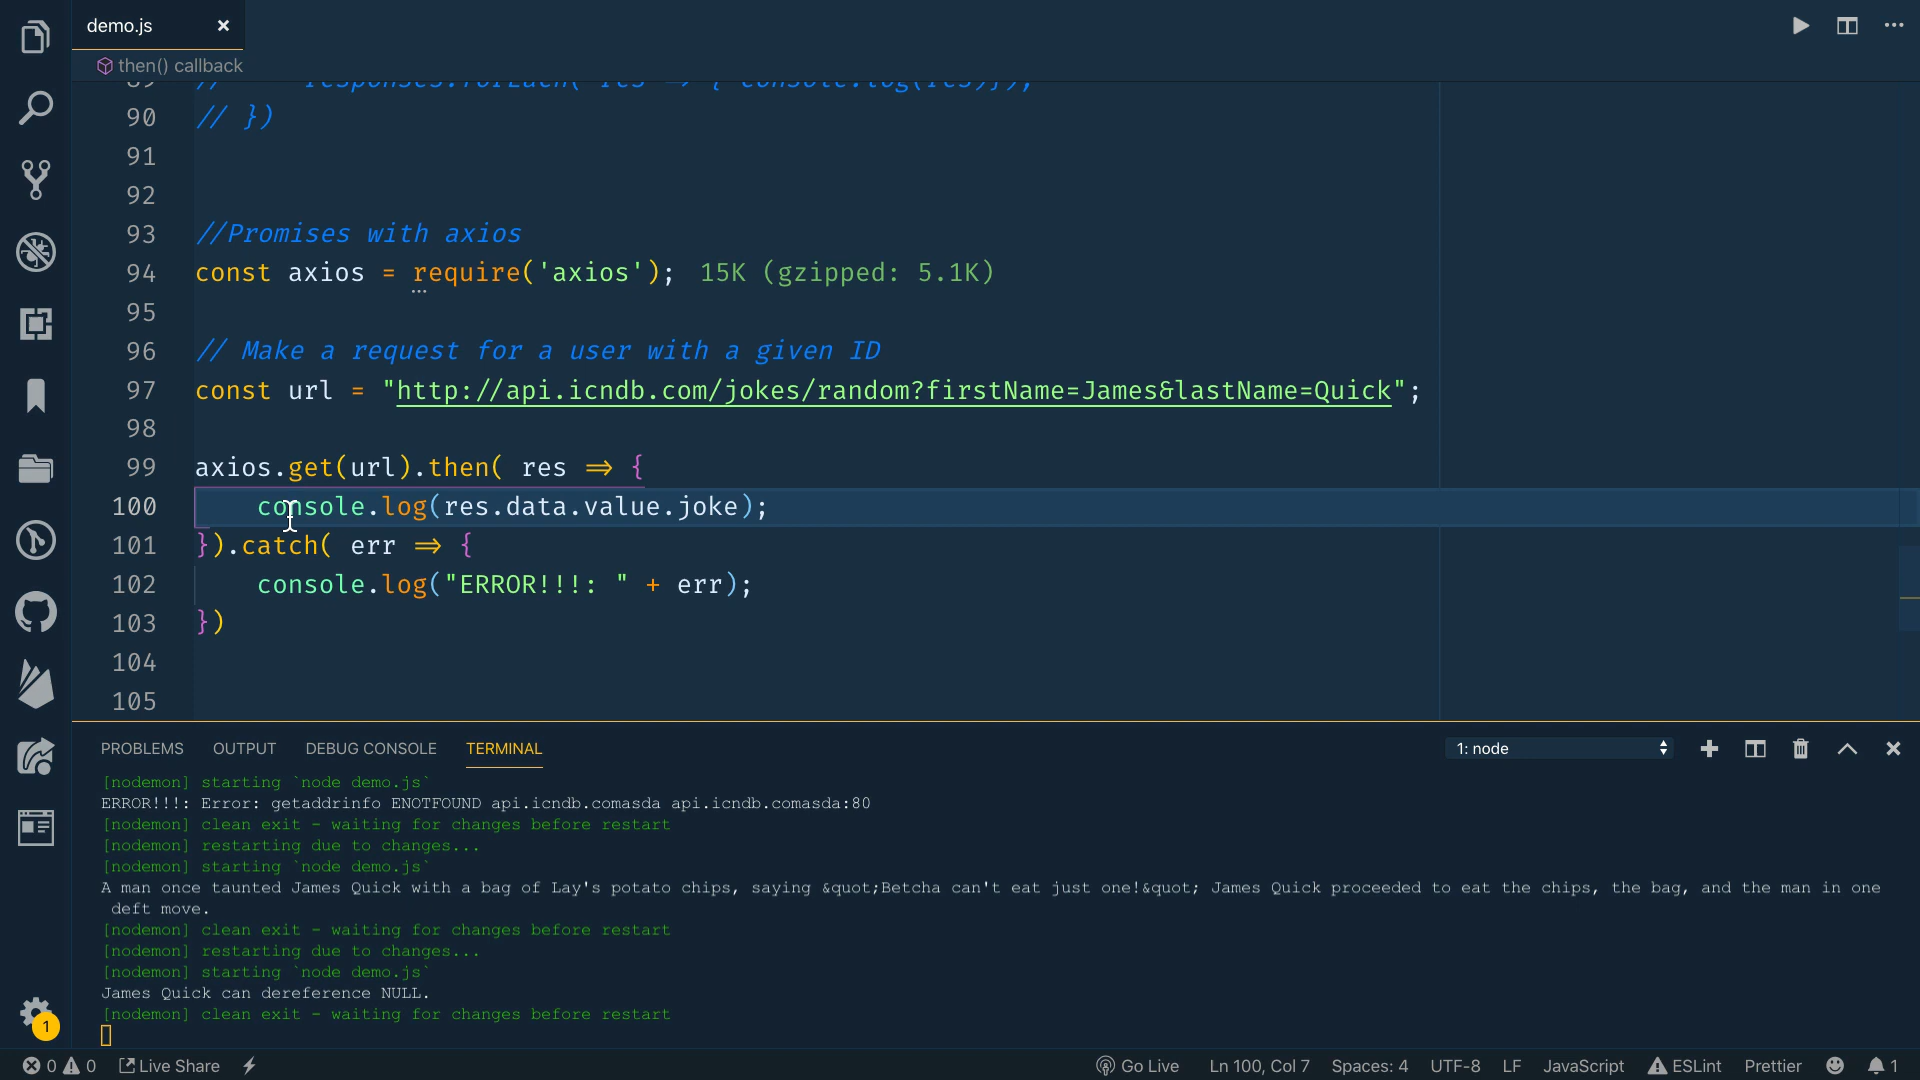 demo.js
then() callback
89 // responses.forEach( res => { console.log(res)});
90 // })
91
92
93 //Promises with axios
94 const axios = require('axios'); 15K (gzipped: 5.1K)
95
96 // Make a request for a user with a given ID
97 const url = "http://api.icndb.com/jokes/random?firstName=James&lastName=Quick";
98
99 axios.get(url).then( res => {
100 console.log(res.data.value.joke);
101 }).catch( err => {
102 console.log("ERROR!!!: " + err);
103 })
104
105
PROBLEMS OUTPUT DEBUG CONSOLE TERMINAL 1: node
[nodemon] starting `node demo.js`
ERROR!!!: Error: getaddrinfo ENOTFOUND api.icndb.comasda api.icndb.comasda:80
[nodemon] clean exit - waiting for changes before restart
[nodemon] restarting due to changes...
[nodemon] starting `node demo.js`
A man once taunted James Quick with a bag of Lay's potato chips, saying &quot;Betcha can't eat just one!&quot; James Quick proceeded to eat the chips, the bag, and the man in one
deft move.
[nodemon] clean exit - waiting for changes before restart
[nodemon] restarting due to changes...
[nodemon] starting `node demo.js`
James Quick can dereference NULL.
[nodemon] clean exit - waiting for changes before restart
1
0 0 Live Share Go Live Ln 100, Col 7 Spaces: 4 UTF-8 LF JavaScript ESLint Prettier 1